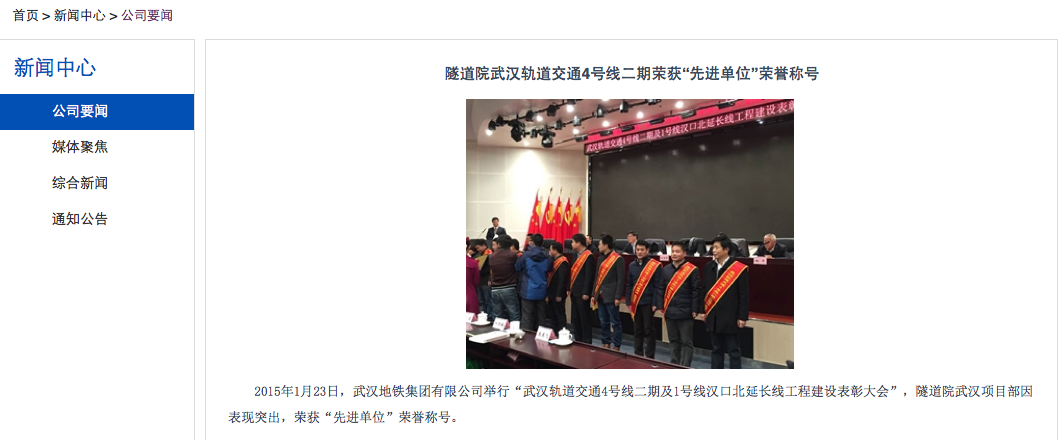 首页 > 新闻中心 > 公司要闻
新闻中心
公司要闻
媒体聚焦
综合新闻
通知公告
隧道院武汉轨道交通4号线二期荣获“先进单位”荣誉称号
武汉轨道交通4号线二期及1号线汉口北延长线工程建设表彰
2015年1月23日，武汉地铁集团有限公司举行“武汉轨道交通4号线二期及1号线汉口北延长线工程建设表彰大会”，隧道院武汉项目部因
表现突出，荣获“先进单位”荣誉称号。